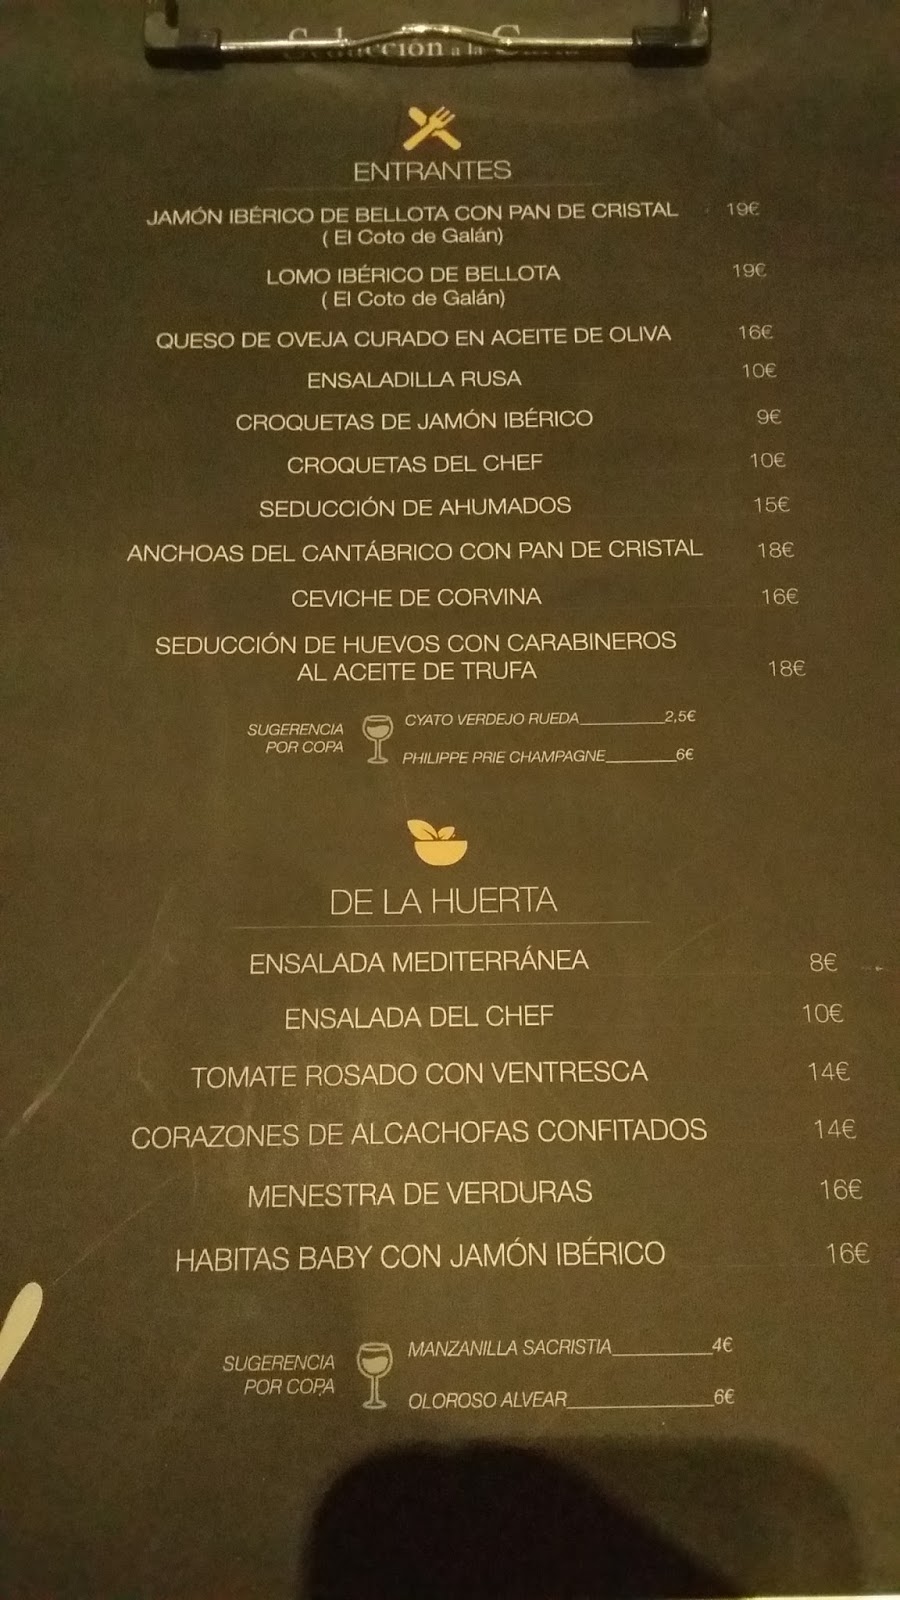 ENTRANTES
JAMÓN IBÉRICO DE BELLOTA CON PAN DE CRISTAL 19€
( El Coto de Galán)
LOMO IBÉRICO DE BELLOTA 19€
( El Coto de Galán)
QUESO DE OVEJA CURADO EN ACEITE DE OLIVA 16€
ENSALADILLA RUSA 10€
CROQUETAS DE JAMÓN IBÉRICO 9€
CROQUETAS DEL CHEF 10€
SEDUCCIÓN DE AHUMADOS 15€
ANCHOAS DEL CANTÁBRICO CON PAN DE CRISTAL 18€
CEVICHE DE CORVINA 16€
SEDUCCIÓN DE HUEVOS CON CARABINEROS
AL ACEITE DE TRUFA 18€
SUGERENCIA
POR COPA
CYATO VERDEJO RUEDA 2,5€
PHILIPPE PRIE CHAMPAGNE 6€
DE LA HUERTA
ENSALADA MEDITERRÁNEA 8€
ENSALADA DEL CHEF 10€
TOMATE ROSADO CON VENTRESCA 14€
CORAZONES DE ALCACHOFAS CONFITADOS 14€
MENESTRA DE VERDURAS 16€
HABITAS BABY CON JAMÓN IBÉRICO 16€
SUGERENCIA
POR COPA
MANZANILLA SACRISTIA 4€
OLOROSO ALVEAR 6€